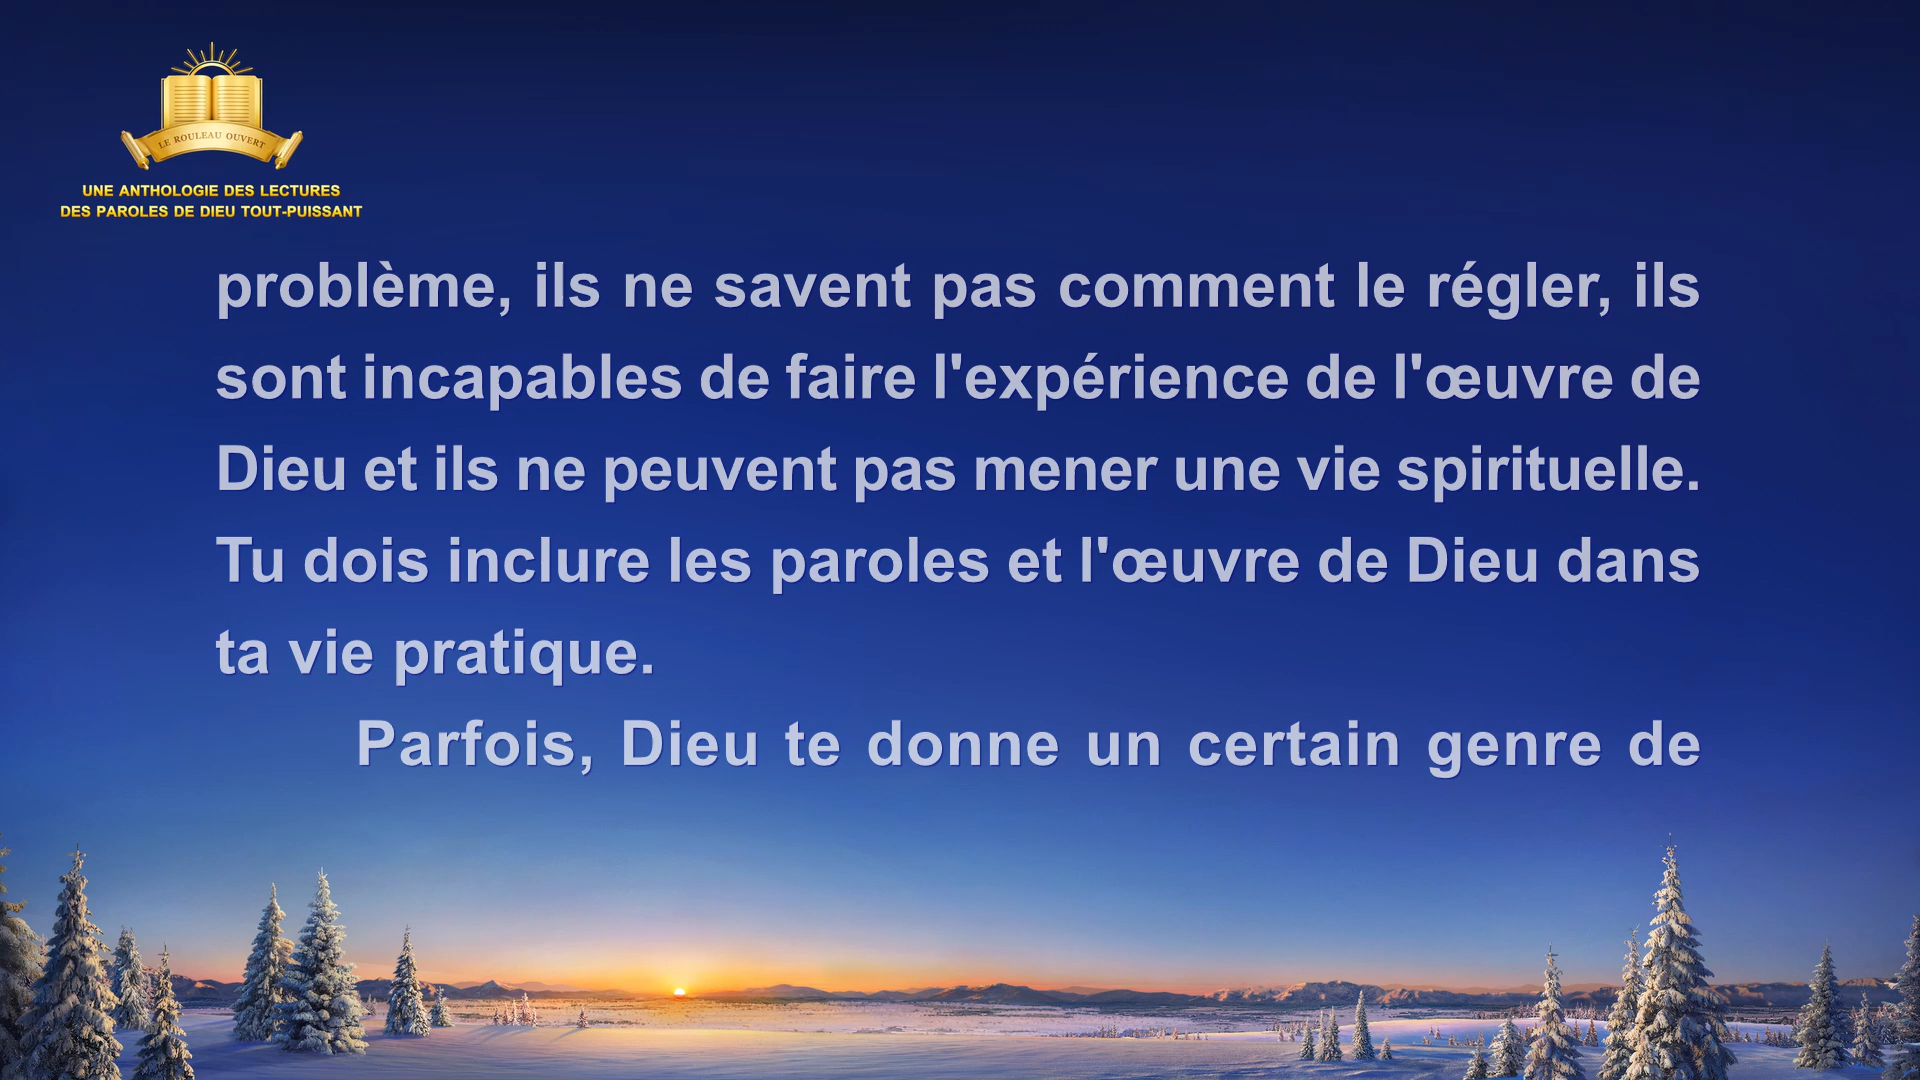 LE ROULEAU OUVERT
UNE ANTHOLOGIE DES LECTURES
DES PAROLES DE DIEU TOUT-PUISSANT
problème, ils ne savent pas comment le régler, ils
sont incapables de faire l'expérience de l'œuvre de
Dieu et ils ne peuvent pas mener une vie spirituelle.
Tu dois inclure les paroles et l'œuvre de Dieu dans
ta vie pratique.
Parfois, Dieu te donne un certain genre de